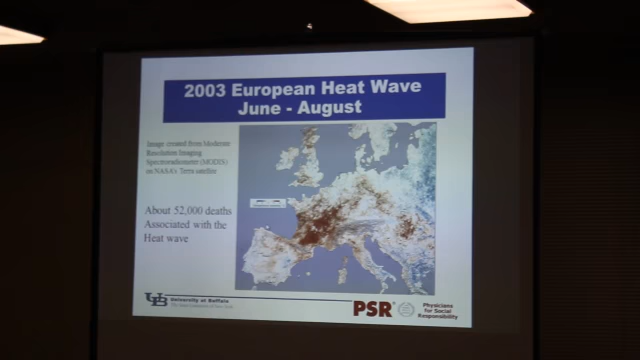 2003 European Heat Wave
June - August
Image created from Moderate
Resolution Imaging
Spectroradiometer (MODIS)
on NASA's Terra satellite
About 52,000 deaths
Associated with the
Heat wave
UB University at Buffalo
PSR
Physicians
for Social
Responsibility